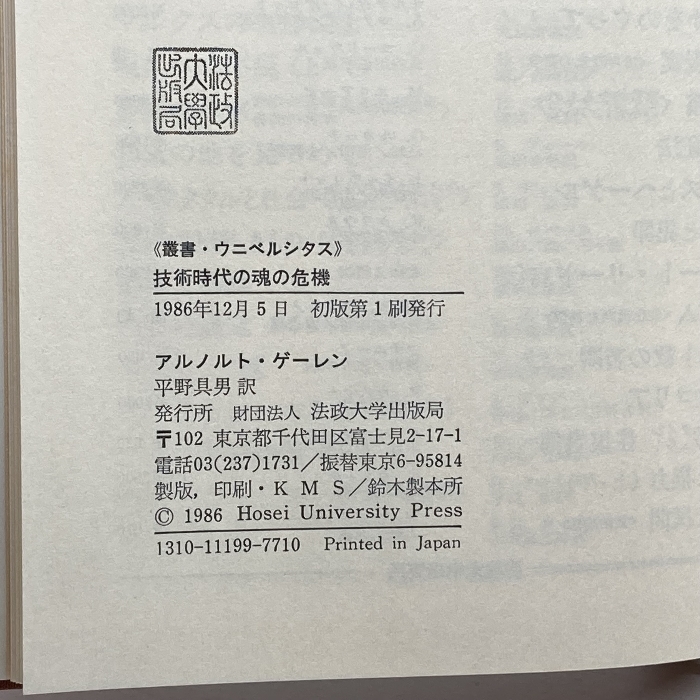 法政
大學
出版局
《叢書・ウニベルシタス》
技術時代の魂の危機
1986年12月5日　初版第1刷発行
アルノルト・ゲーレン
平野具男 訳
発行所　財団法人 法政大学出版局
〒102 東京都千代田区富士見2-17-1
電話03(237)1731／振替東京6-95814
製版，印刷・ＫＭＳ／鈴木製本所
© 1986 Hosei University Press
1310-11199-7710　Printed in Japan